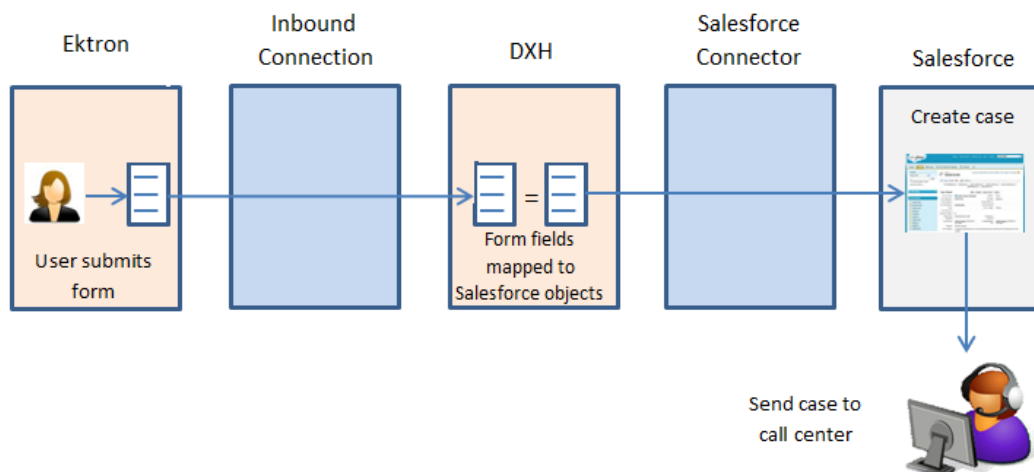 Ektron
Inbound
Connection
DXH
Salesforce
Connector
Salesforce
User submits
form
=
Form fields
mapped to
Salesforce objects
Create case
Send case to
call center